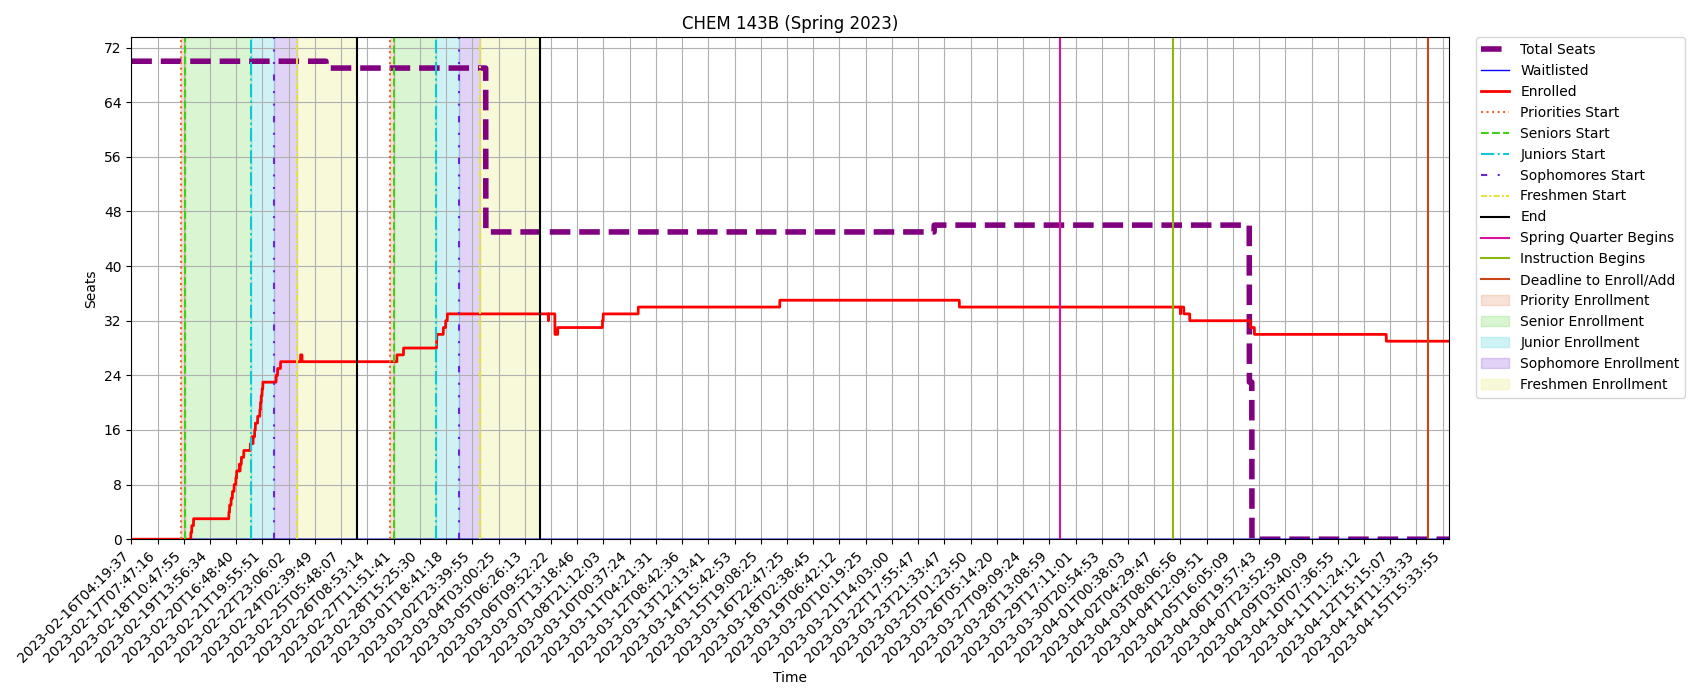 CHEM 143B (Spring 2023)
72
64
56
48
40
32
24
16
8
0
Seats
2023-02-16T04:19:37
2023-02-17T07:47:16
2023-02-18T10:47:55
2023-02-19T13:56:34
2023-02-20T16:48:40
2023-02-21T19:55:51
2023-02-22T23:06:02
2023-02-24T02:39:49
2023-02-25T05:48:07
2023-02-26T08:53:14
2023-02-27T11:51:41
2023-02-28T15:25:30
2023-03-01T18:41:18
2023-03-02T23:39:55
2023-03-04T03:00:25
2023-03-05T06:26:13
2023-03-06T09:52:22
2023-03-07T13:18:46
2023-03-08T21:12:03
2023-03-10T00:37:24
2023-03-11T04:21:31
2023-03-12T08:42:36
2023-03-13T12:13:41
2023-03-14T15:42:53
2023-03-15T19:08:25
2023-03-16T22:47:25
2023-03-18T02:38:45
2023-03-19T06:42:12
2023-03-20T10:19:25
2023-03-21T14:03:00
2023-03-22T17:55:47
2023-03-23T21:33:47
2023-03-25T01:23:50
2023-03-26T05:14:20
2023-03-27T09:09:24
2023-03-28T13:08:59
2023-03-29T17:11:01
2023-03-30T20:54:53
2023-04-01T00:38:03
2023-04-02T04:29:47
2023-04-03T08:06:56
2023-04-04T12:09:51
2023-04-05T16:05:09
2023-04-06T19:57:43
2023-04-07T23:52:59
2023-04-09T03:40:09
2023-04-10T07:36:55
2023-04-11T11:24:12
2023-04-12T15:15:07
2023-04-14T11:33:33
2023-04-15T15:33:55
Time
Total Seats
Waitlisted
Enrolled
Priorities Start
Seniors Start
Juniors Start
Sophomores Start
Freshmen Start
End
Spring Quarter Begins
Instruction Begins
Deadline to Enroll/Add
Priority Enrollment
Senior Enrollment
Junior Enrollment
Sophomore Enrollment
Freshmen Enrollment